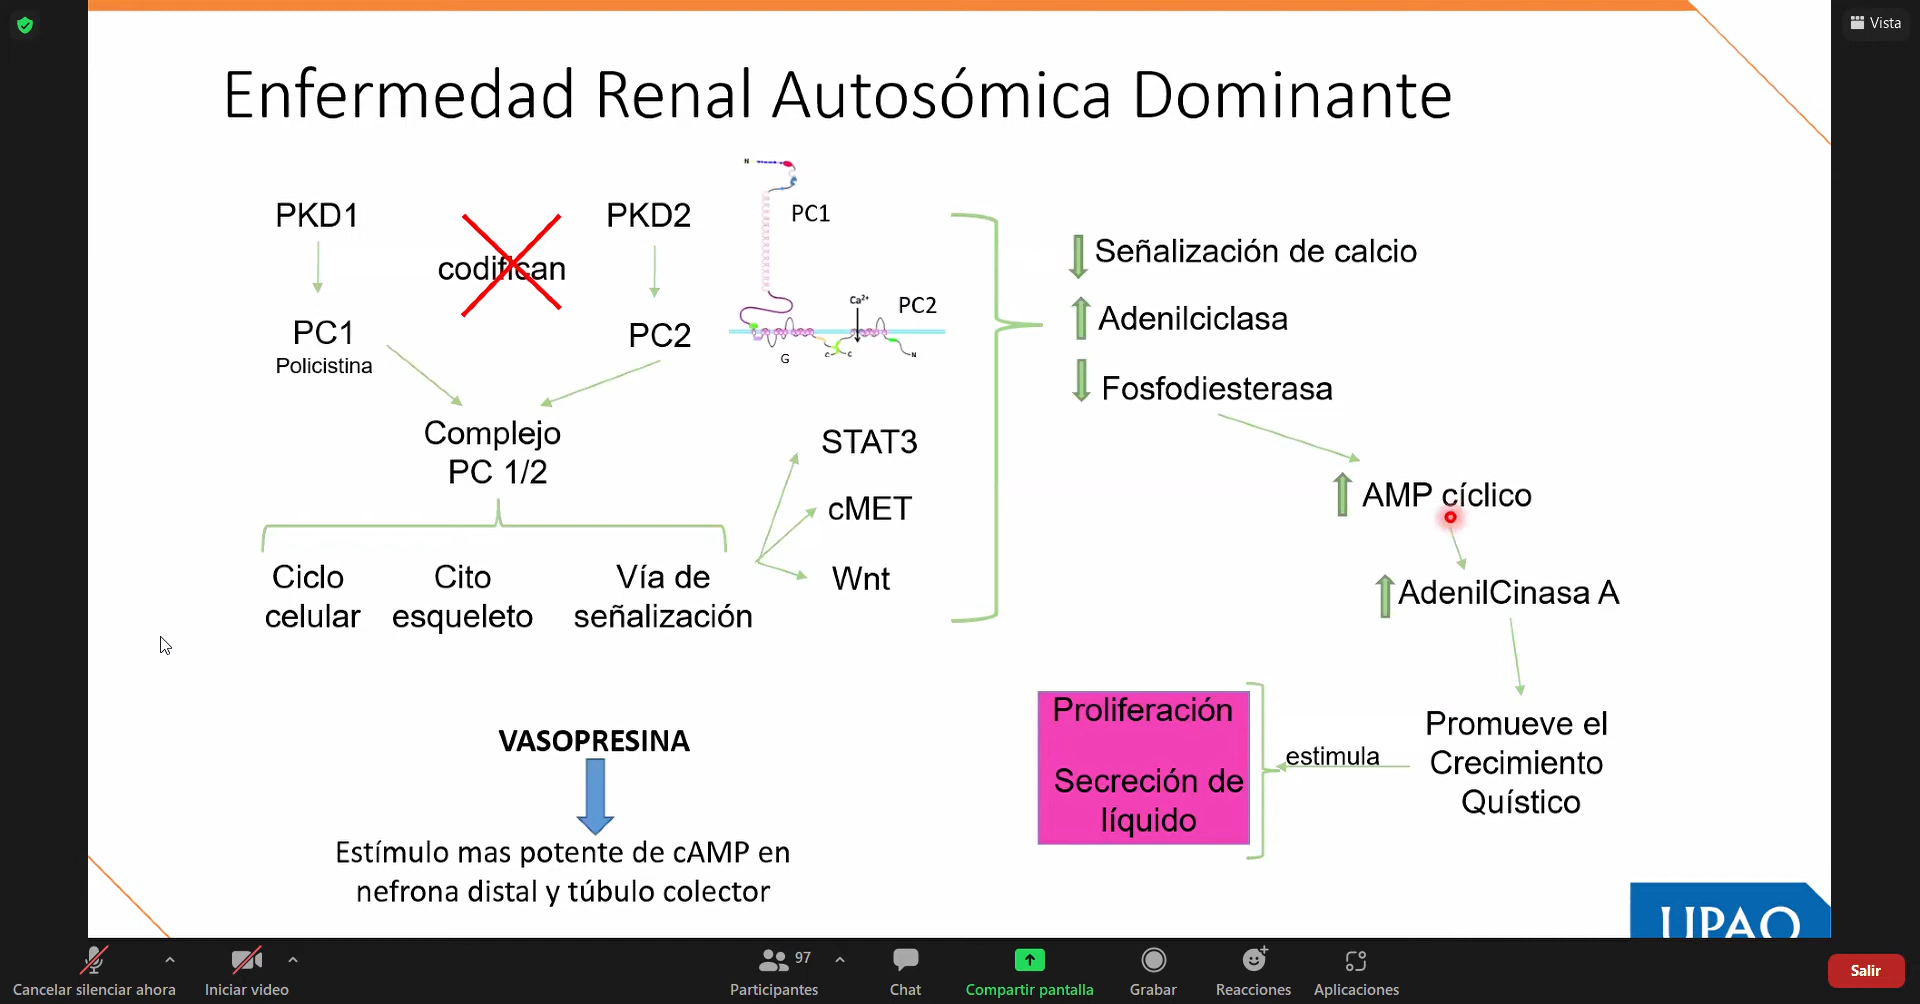 Vista
Enfermedad Renal Autosómica Dominante
PKD1
codifican
PKD2
PC1
Policistina
PC2
Complejo
PC 1/2
Ciclo
celular
Cito
esqueleto
Vía de
señalización
N
PC1
Ca²⁺
PC2
G
C
C
N
STAT3
cMET
Wnt
Señalización de calcio
Adenilciclasa
Fosfodiesterasa
AMP cíclico
AdenilCinasa A
Promueve el
Crecimiento
Quístico
estimula
Proliferación
Secreción de
líquido
VASOPRESINA
Estímulo mas potente de cAMP en
nefrona distal y túbulo colector
UPAO
Cancelar silenciar ahora
Iniciar video
97
Participantes
Chat
Compartir pantalla
Grabar
Reacciones
Aplicaciones
Salir